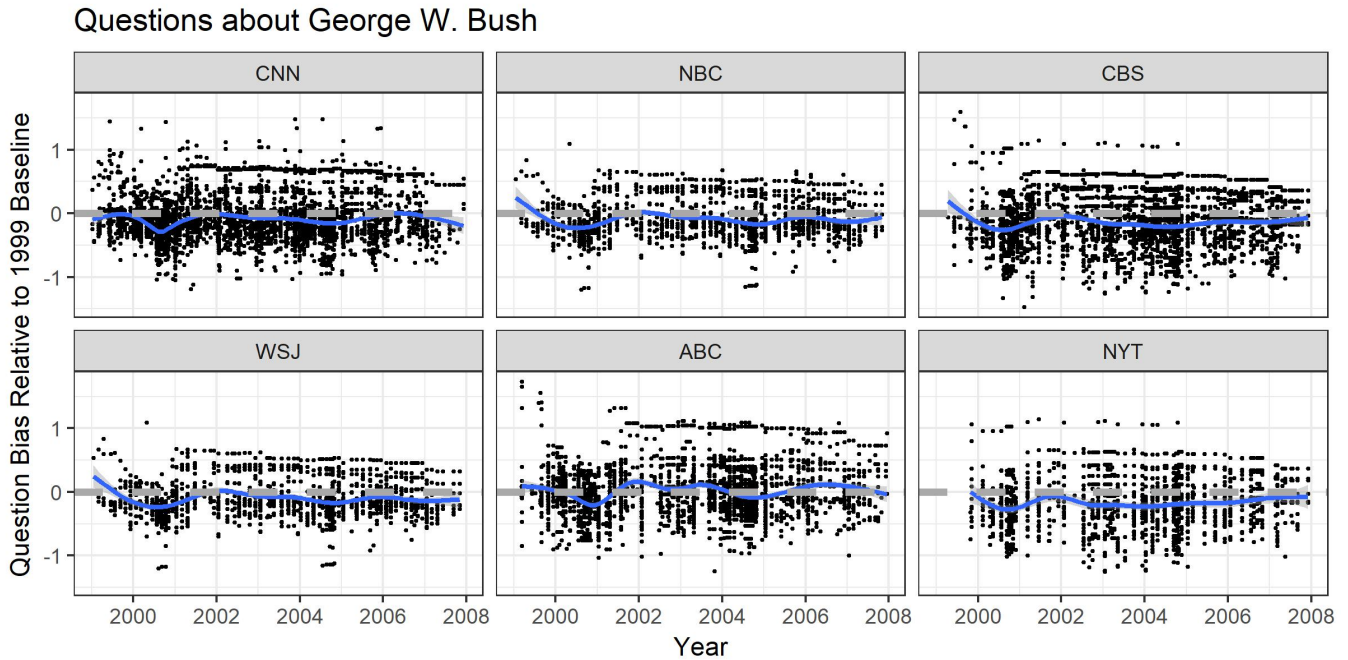 Questions about George W. Bush
CNN
NBC
CBS
1
0
-1
WSJ
ABC
NYT
1
0
-1
2000 2002 2004 2006 2008
2000 2002 2004 2006 2008
2000 2002 2004 2006 2008
Year
Question Bias Relative to 1999 Baseline